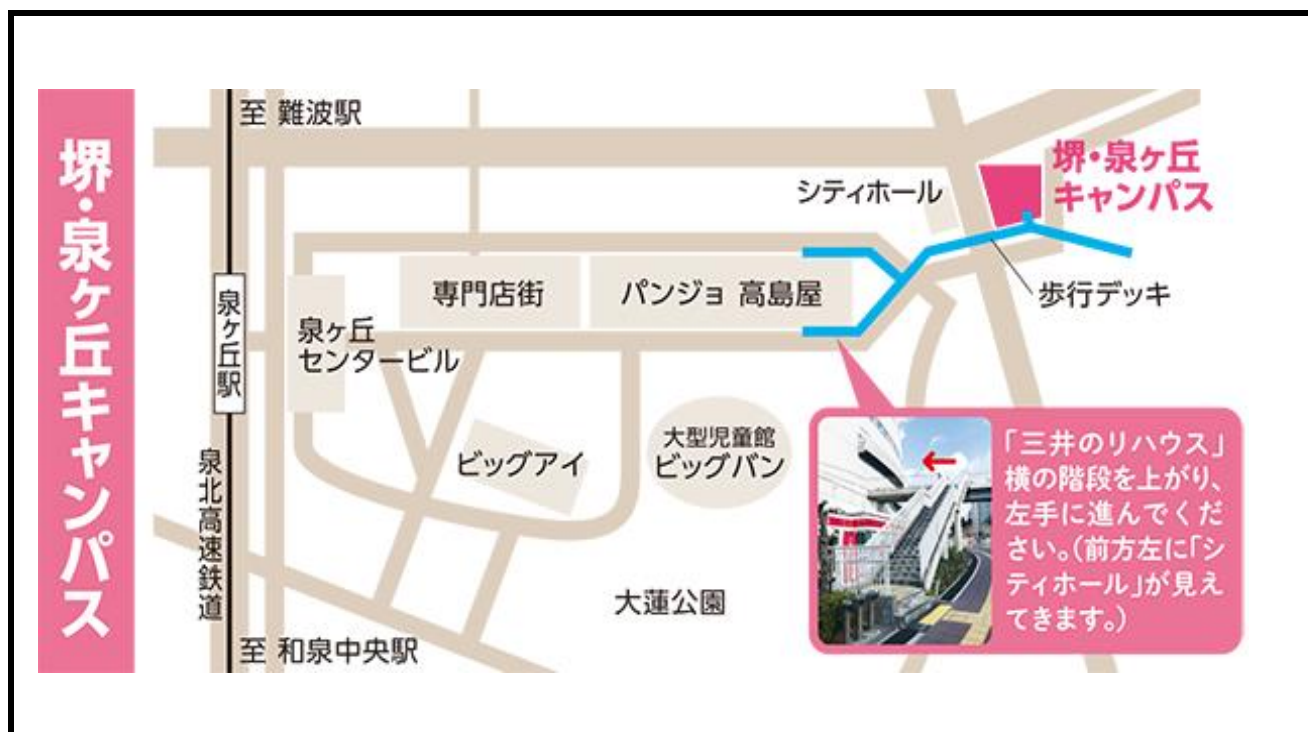 堺・泉ヶ丘キャンパス
至 難波駅
堺・泉ヶ丘
キャンパス
シティホール
専門店街
パンジョ 高島屋
歩行デッキ
泉ヶ丘駅
泉ヶ丘
センタービル
大型児童館
ビッグバン
ビッグアイ
泉北高速鉄道
「三井のリハウス」
横の階段を上がり、
左手に進んでくだ
さい。(前方左に「シ
ティホール」が見え
てきます。)
大蓮公園
至 和泉中央駅